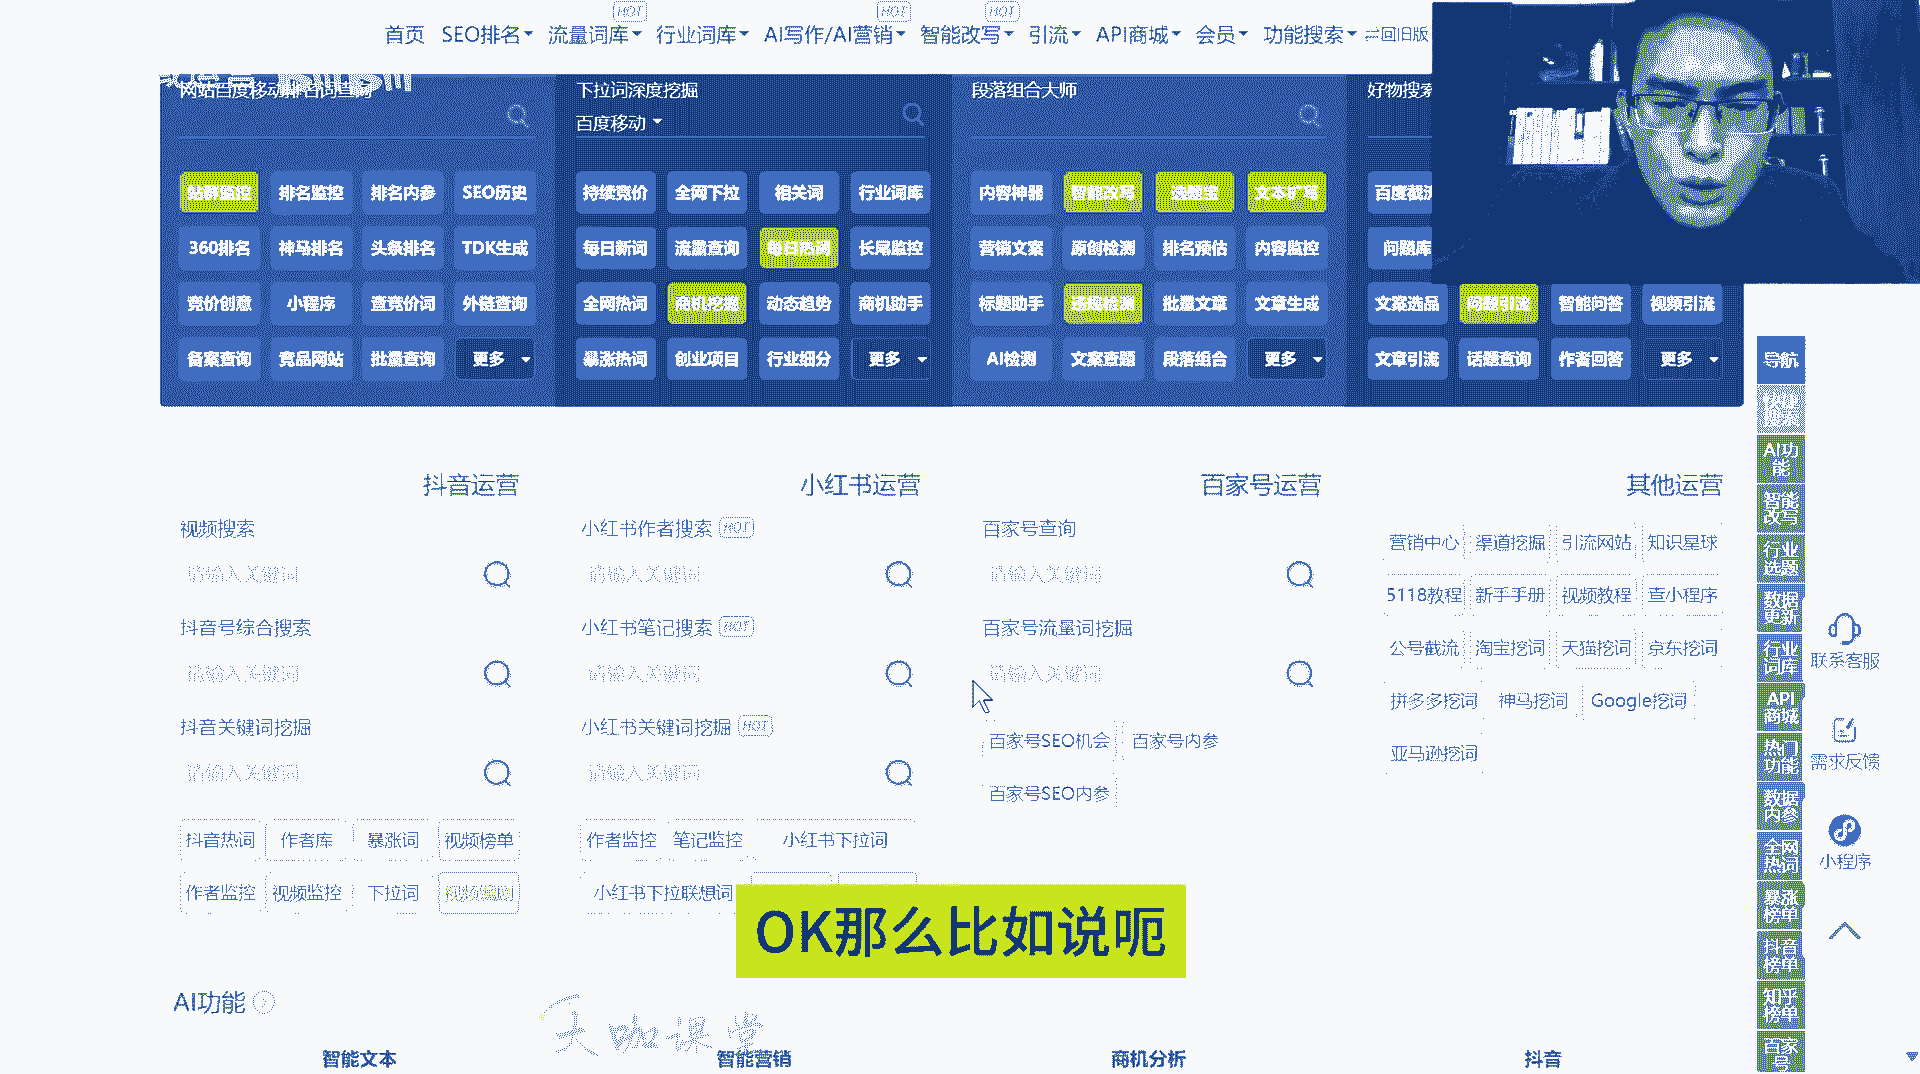 HOT HOT HOT
首页 SEO排名 流量词库 行业词库 AI写作/AI营销 智能改写 引流 API商城 会员 功能搜索 回旧版
网站百度移动排名词查询 下拉词深度挖掘 段落组合大师 好物搜索
百度移动
站群监控 排名监控 排名内参 SEO历史 持续竞价 全网下拉 相关词 行业词库 内容神器 智能改写 选题宝 文本扩写 百度截流
360排名 神马排名 头条排名 TDK生成 每日新词 流量查询 每日热词 长尾监控 营销文案 原创检测 排名预估 内容监控 问题库
竞价创意 小程序 查竞价词 外链查询 全网热词 商机挖掘 动态趋势 商机助手 标题助手 违规检测 批量文章 文章生成 文案选品 问题引流 智能问答 视频引流
备案查询 竞品网站 批量查询 更多 暴涨热词 创业项目 行业细分 更多 AI检测 文案查题 段落组合 更多 文章引流 话题查询 作者回答 更多
导航
抖音运营 小红书运营 百家号运营 其他运营
视频搜索 小红书作者搜索 HOT 百家号查询
请输入关键词 请输入关键词 请输入关键词
营销中心 渠道挖掘 引流网站 知识星球
5118教程 新手手册 视频教程 查小程序
抖音号综合搜索 小红书笔记搜索 HOT 百家号流量词挖掘
公号截流 淘宝挖词 天猫挖词 京东挖词
请输入关键词 请输入关键词 请输入关键词
拼多多挖词 神马挖词 Google挖词
抖音关键词挖掘 小红书关键词挖掘 HOT
百家号SEO机会 百家号内参
亚马逊挖词
请输入关键词 请输入关键词
百家号SEO内参
抖音热词 作者库 暴涨词 视频榜单 作者监控 笔记监控 小红书下拉词
作者监控 视频监控 下拉词 小红书下拉联想词
AI功能
智能改写
行业选题
数据更新
行业词库
API商城
热门功能
数据内参
全网热词
暴涨榜单
抖音榜单
知乎榜单
百家号
联系客服
需求反馈
小程序
OK那么比如说呃
AI功能
天咖课堂
智能文本 智能营销 商机分析 抖音